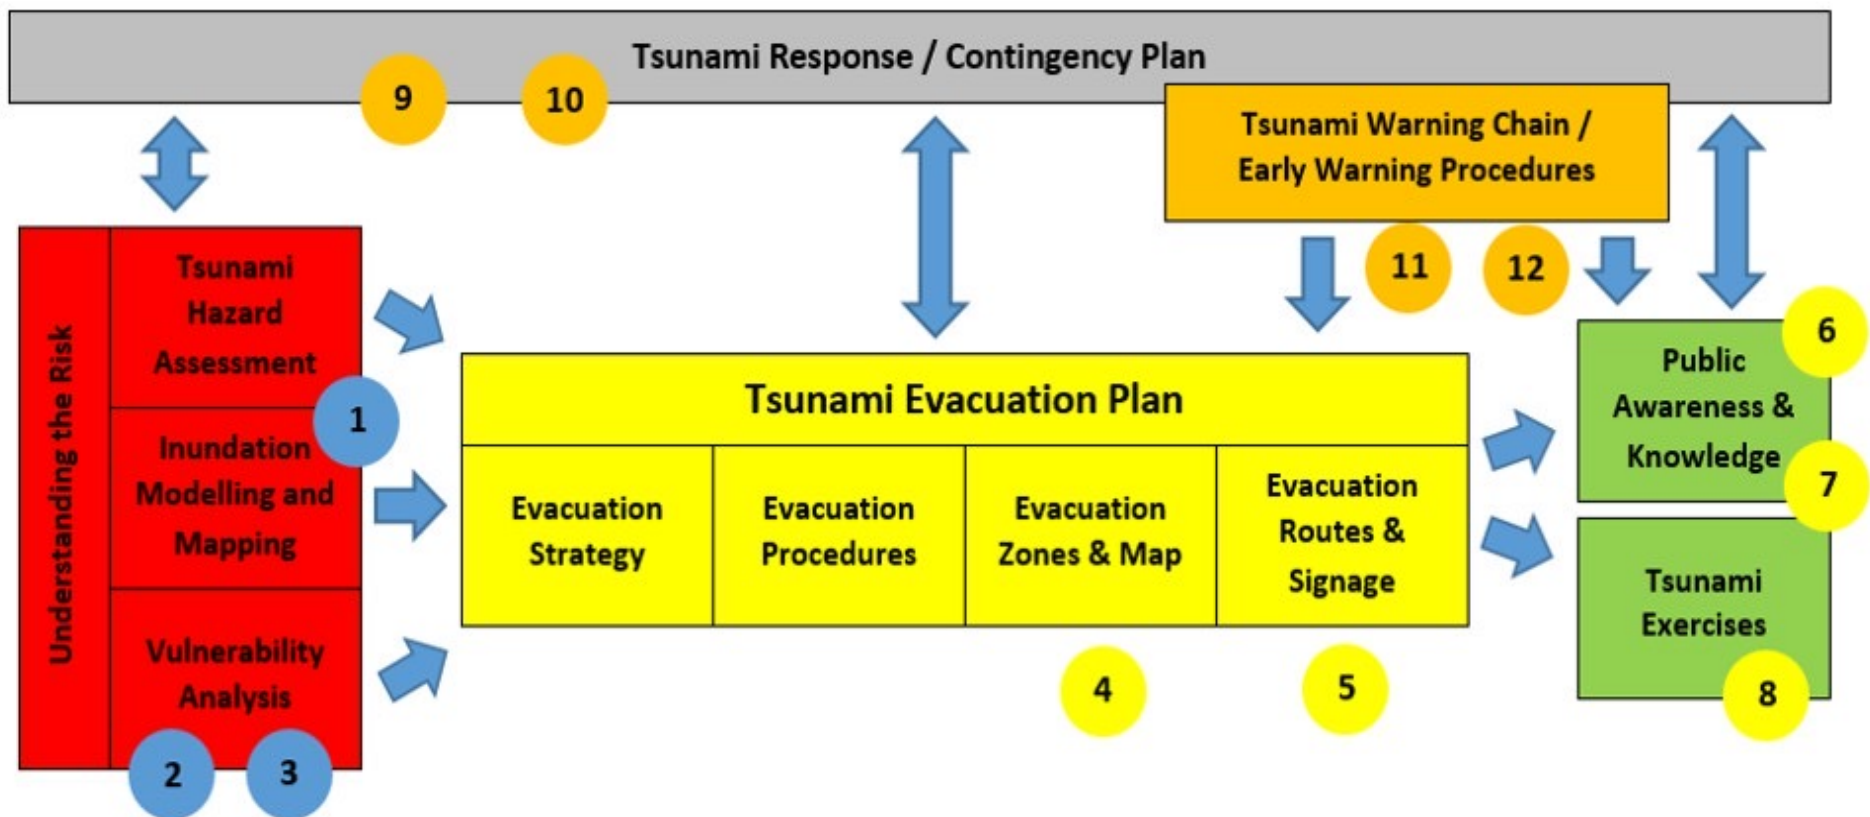 Tsunami Response / Contingency Plan
9
10
Tsunami Warning Chain /
Early Warning Procedures
11
12
Understanding the Risk
Tsunami
Hazard
Assessment
1
Inundation
Modelling and
Mapping
Vulnerability
Analysis
2
3
Tsunami Evacuation Plan
Evacuation
Strategy
Evacuation
Procedures
Evacuation
Zones & Map
Evacuation
Routes &
Signage
4
5
6
Public
Awareness &
Knowledge
7
Tsunami
Exercises
8